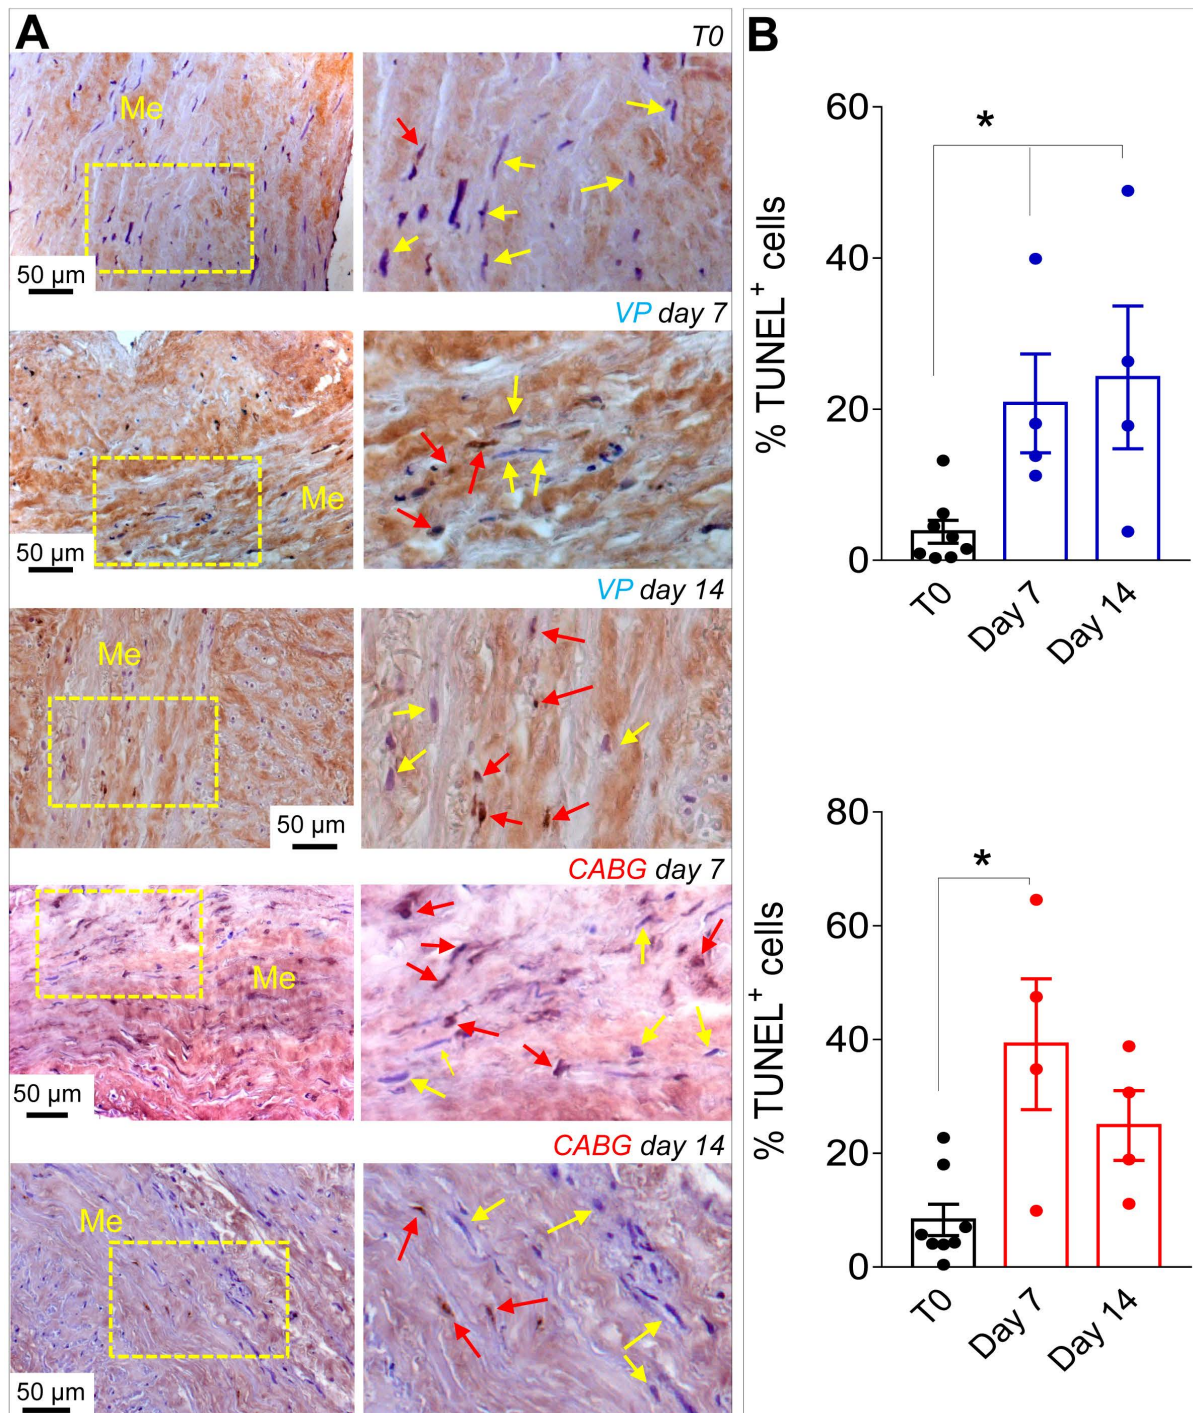 A
T0
Me
50 µm
VP day 7
Me
50 µm
VP day 14
Me
50 µm
CABG day 7
Me
50 µm
CABG day 14
Me
50 µm
B
% TUNEL⁺ cells
60
40
20
0
*
T0
Day 7
Day 14
% TUNEL⁺ cells
80
60
40
20
0
*
T0
Day 7
Day 14